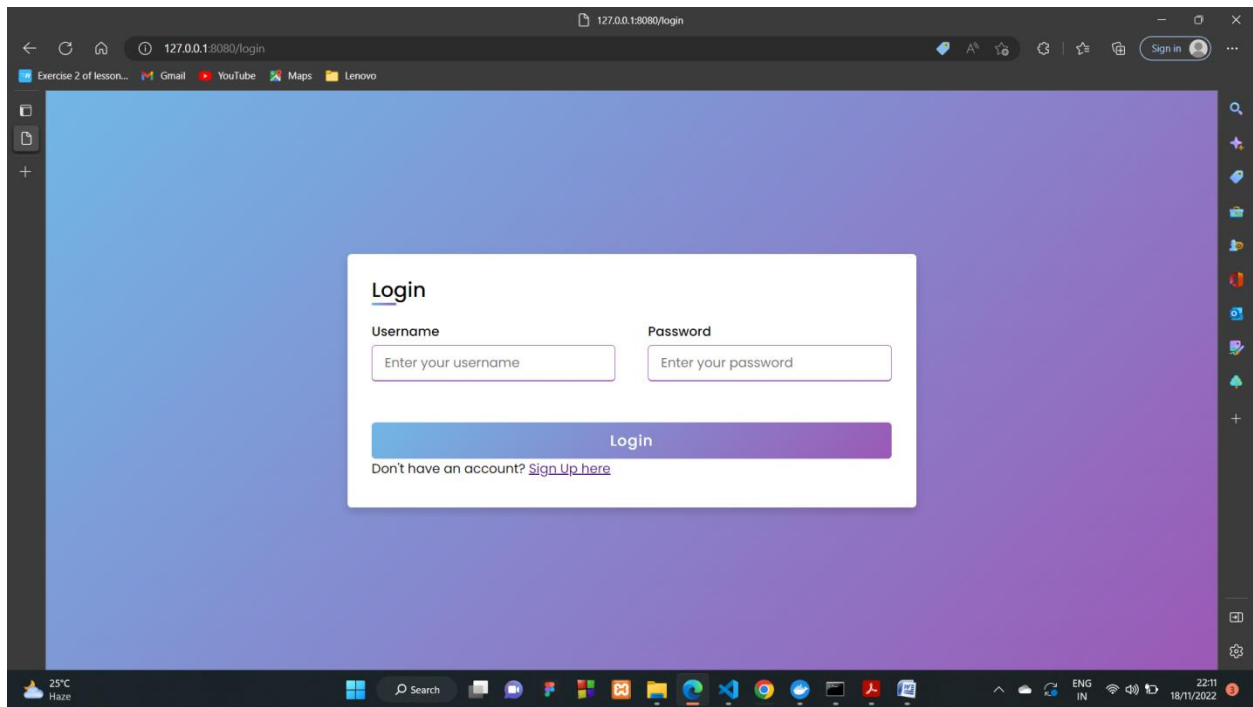 127.0.0.1:8080/login
127.0.0.1:8080/login
Sign in
Exercise 2 of lesson... Gmail YouTube Maps Lenovo
Login
Username Password
Enter your username Enter your password
Login
Don't have an account? Sign Up here
25°C
Haze
Search
ENG
IN
22:11
18/11/2022
3